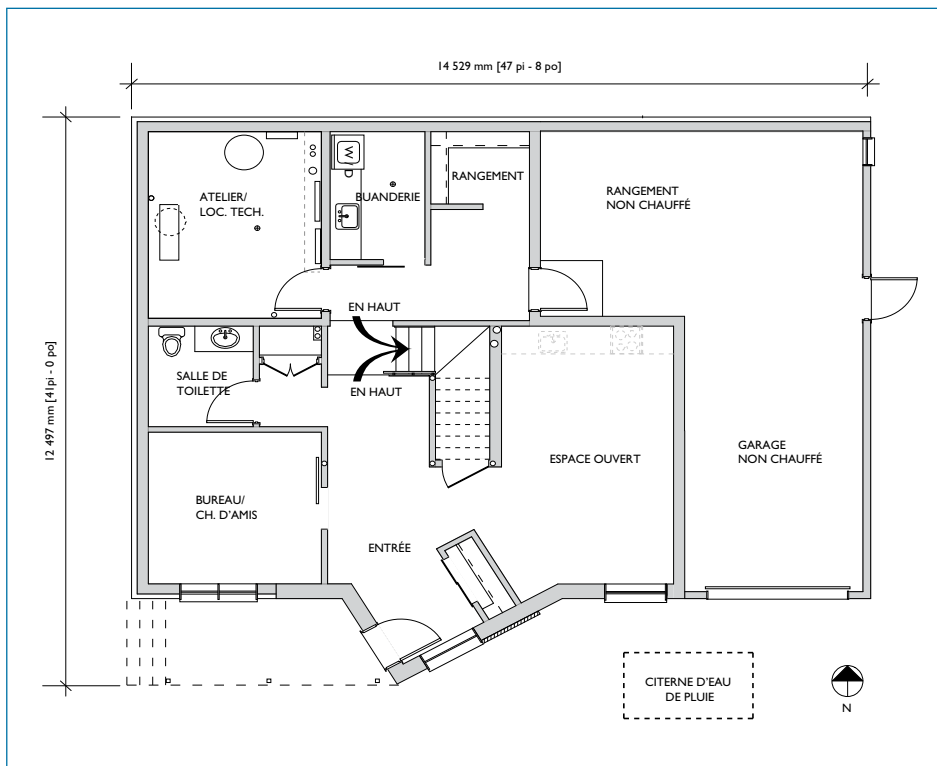 14 529 mm [47 pi - 8 po]
12 497 mm [41pi - 0 po]
ATELIER/
LOC. TECH.
W/
BUANDERIE
RANGEMENT
RANGEMENT
NON CHAUFFÉ
EN HAUT
EN HAUT
SALLE DE
TOILETTE
ESPACE OUVERT
GARAGE
NON CHAUFFÉ
BUREAU/
CH. D'AMIS
ENTRÉE
CITERNE D'EAU
DE PLUIE
N